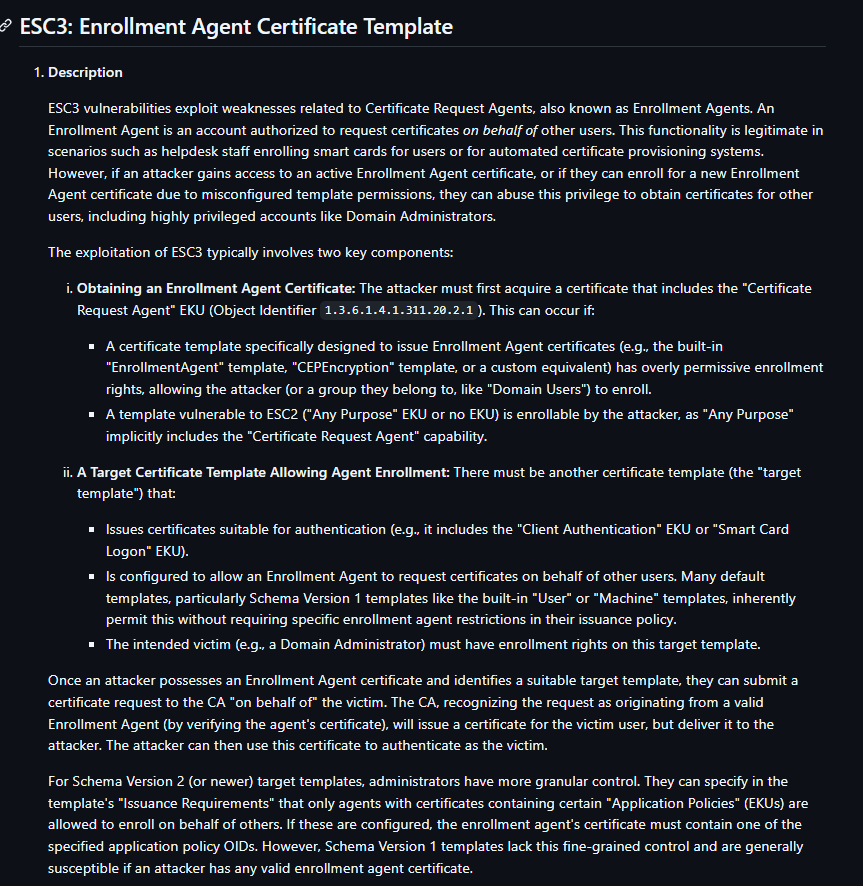 ESC3: Enrollment Agent Certificate Template
1. Description
ESC3 vulnerabilities exploit weaknesses related to Certificate Request Agents, also known as Enrollment Agents. An
Enrollment Agent is an account authorized to request certificates on behalf of other users. This functionality is legitimate in
scenarios such as helpdesk staff enrolling smart cards for users or for automated certificate provisioning systems.
However, if an attacker gains access to an active Enrollment Agent certificate, or if they can enroll for a new Enrollment
Agent certificate due to misconfigured template permissions, they can abuse this privilege to obtain certificates for other
users, including highly privileged accounts like Domain Administrators.
The exploitation of ESC3 typically involves two key components:
i. Obtaining an Enrollment Agent Certificate: The attacker must first acquire a certificate that includes the "Certificate
Request Agent" EKU (Object Identifier 1.3.6.1.4.1.311.20.2.1 ). This can occur if:
▪ A certificate template specifically designed to issue Enrollment Agent certificates (e.g., the built-in
"EnrollmentAgent" template, "CEPEncryption" template, or a custom equivalent) has overly permissive enrollment
rights, allowing the attacker (or a group they belong to, like "Domain Users") to enroll.
▪ A template vulnerable to ESC2 ("Any Purpose" EKU or no EKU) is enrollable by the attacker, as "Any Purpose"
implicitly includes the "Certificate Request Agent" capability.
ii. A Target Certificate Template Allowing Agent Enrollment: There must be another certificate template (the "target
template") that:
▪ Issues certificates suitable for authentication (e.g., it includes the "Client Authentication" EKU or "Smart Card
Logon" EKU).
▪ Is configured to allow an Enrollment Agent to request certificates on behalf of other users. Many default
templates, particularly Schema Version 1 templates like the built-in "User" or "Machine" templates, inherently
permit this without requiring specific enrollment agent restrictions in their issuance policy.
▪ The intended victim (e.g., a Domain Administrator) must have enrollment rights on this target template.
Once an attacker possesses an Enrollment Agent certificate and identifies a suitable target template, they can submit a
certificate request to the CA "on behalf of" the victim. The CA, recognizing the request as originating from a valid
Enrollment Agent (by verifying the agent's certificate), will issue a certificate for the victim user, but deliver it to the
attacker. The attacker can then use this certificate to authenticate as the victim.
For Schema Version 2 (or newer) target templates, administrators have more granular control. They can specify in the
template's "Issuance Requirements" that only agents with certificates containing certain "Application Policies" (EKUs) are
allowed to enroll on behalf of others. If these are configured, the enrollment agent's certificate must contain one of the
specified application policy OIDs. However, Schema Version 1 templates lack this fine-grained control and are generally
susceptible if an attacker has any valid enrollment agent certificate.